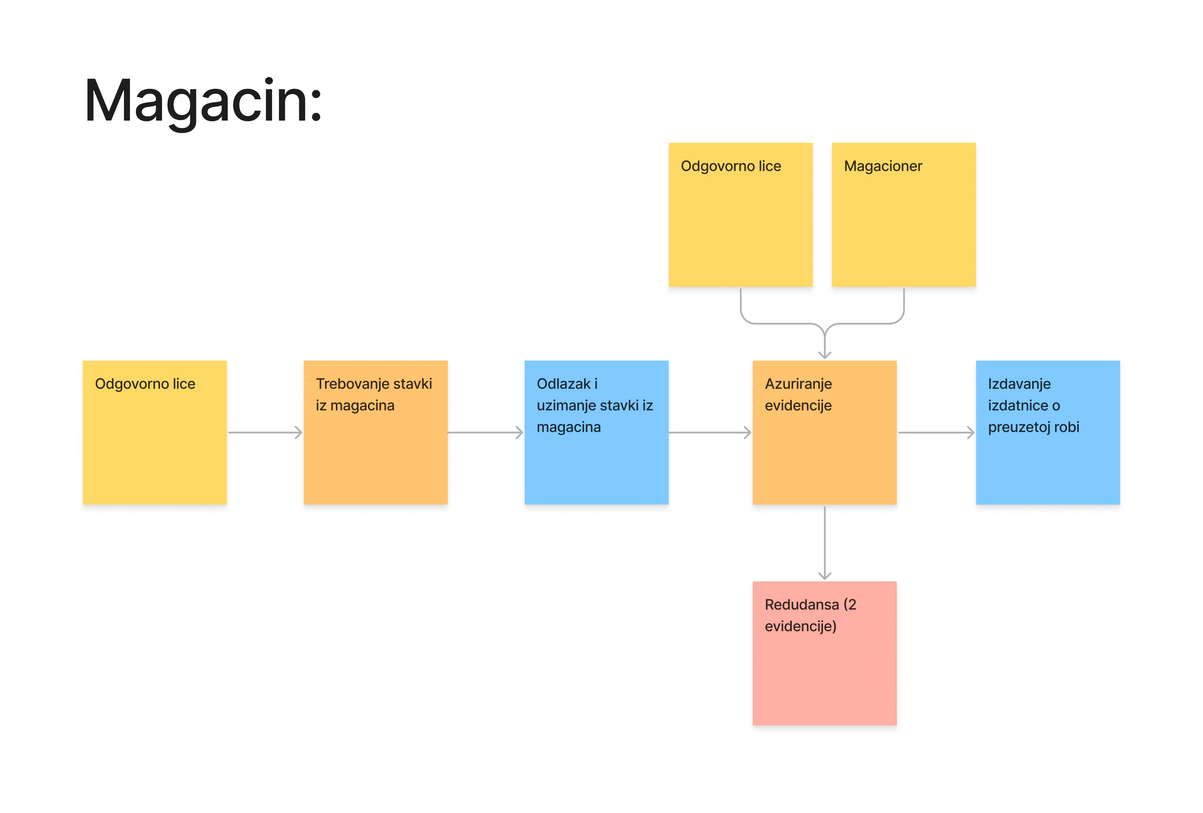 Magacin:
Odgovorno lice
Magacioner
Odgovorno lice
Trebovanje stavki
iz magacina
Odlazak i
uzimanje stavki iz
magacina
Azuriranje
evidencije
Izdavanje
izdatnice o
preuzetoj robi
Redudansa (2
evidencije)